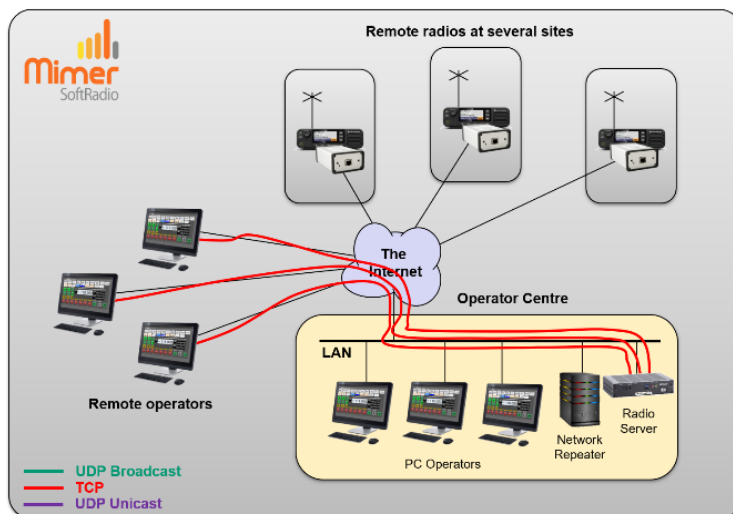 Mimer
SoftRadio
Remote radios at several sites
The
Internet
Operator Centre
LAN
Remote operators
PC Operators
Network
Repeater
Radio
Server
UDP Broadcast
TCP
UDP Unicast